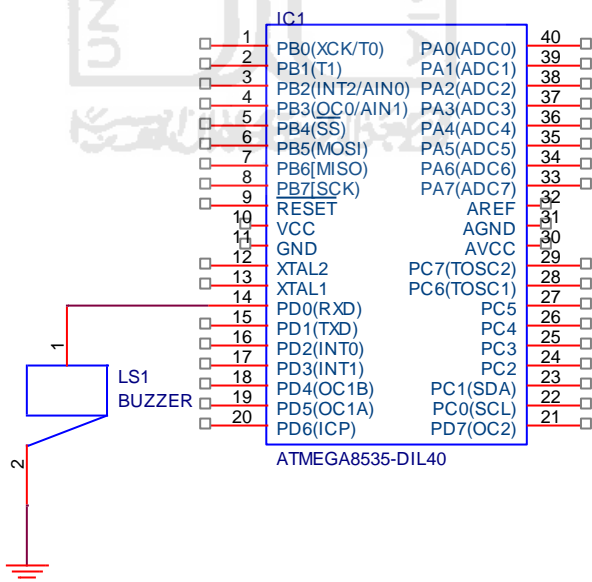 IC1
1 PB0(XCK/T0) PA0(ADC0) 40
2 PB1(T1) PA1(ADC1) 39
3 PB2(INT2/AIN0) PA2(ADC2) 38
4 PB3(OC0/AIN1) PA3(ADC3) 37
5 PB4(SS) PA4(ADC4) 36
6 PB5(MOSI) PA5(ADC5) 35
7 PB6[MISO) PA6(ADC6) 34
8 PB7[SCK) PA7(ADC7) 33
9 RESET AREF 32
10 VCC AGND 31
11 GND AVCC 30
12 XTAL2 PC7(TOSC2) 29
13 XTAL1 PC6(TOSC1) 28
14 PD0(RXD) PC5 27
15 PD1(TXD) PC4 26
16 PD2(INT0) PC3 25
17 PD3(INT1) PC2 24
18 PD4(OC1B) PC1(SDA) 23
19 PD5(OC1A) PC0(SCL) 22
20 PD6(ICP) PD7(OC2) 21
ATMEGA8535-DIL40
1
LS1
BUZZER
2
UN